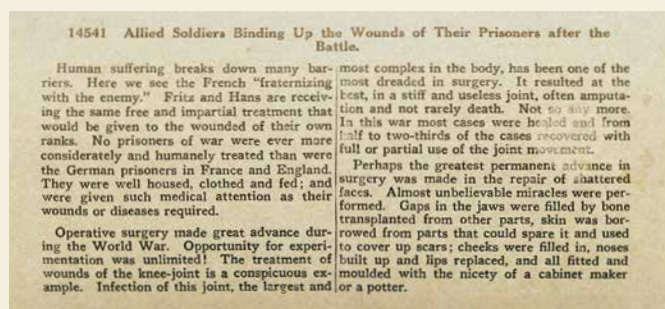 14541 Allied Soldiers Binding Up the Wounds of Their Prisoners after the
Battle.
Human suffering breaks down many bar-
riers. Here we see the French "fraternizing
with the enemy." Fritz and Hans are receiv-
ing the same free and impartial treatment that
would be given to the wounded of their own
ranks. No prisoners of war were ever more
considerately and humanely treated than were
the German prisoners in France and England.
They were well housed, clothed and fed; and
were given such medical attention as their
wounds or diseases required.
Operative surgery made great advance dur-
ing the World War. Opportunity for experi-
mentation was unlimited! The treatment of
wounds of the knee-joint is a conspicuous ex-
ample. Infection of this joint, the largest and
most complex in the body, has been one of the
most dreaded in surgery. It resulted at the
best, in a stiff and useless joint, often amputa-
tion and not rarely death. Not so any more.
In this war most cases were healed and from
half to two-thirds of the cases recovered with
full or partial use of the joint movement.
Perhaps the greatest permanent advance in
surgery was made in the repair of shattered
faces. Almost unbelievable miracles were per-
formed. Gaps in the jaws were filled by bone
transplanted from other parts, skin was bor-
rowed from parts that could spare it and used
to cover up scars; cheeks were filled in, noses
built up and lips replaced, and all fitted and
moulded with the nicety of a cabinet maker
or a potter.